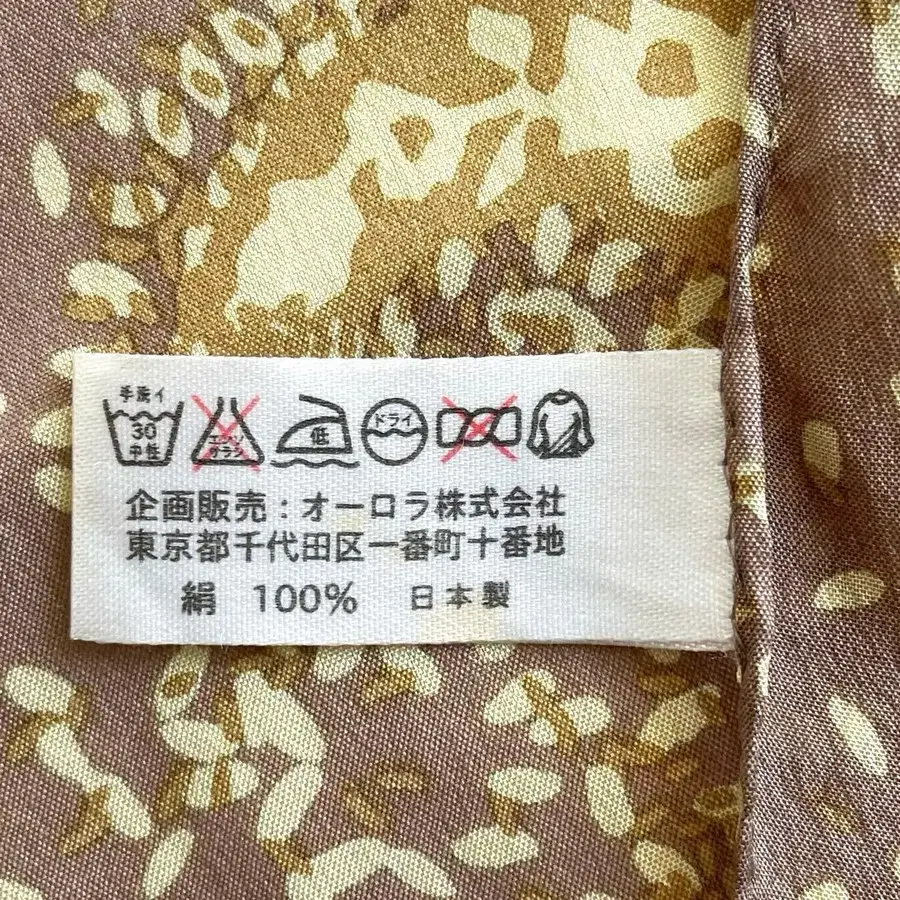 手洗イ
30
中性
エンソ
サラシ
低
ドライ
企画販売：オーロラ株式会社
東京都千代田区一番町十番地
絹 100% 日本製